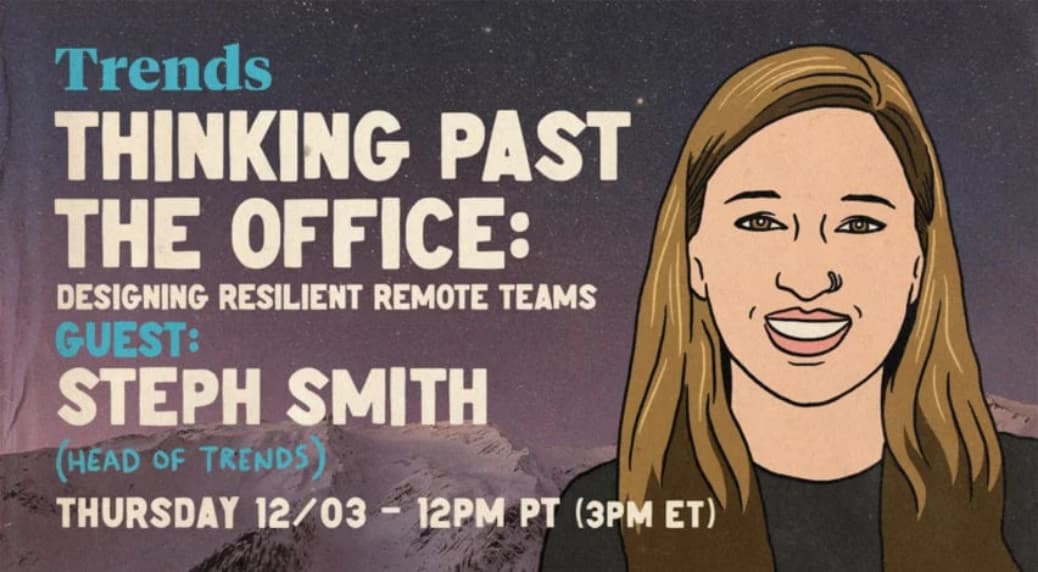 Trends
THINKING PAST
THE OFFICE:
DESIGNING RESILIENT REMOTE TEAMS
GUEST:
STEPH SMITH
(HEAD OF TRENDS)
THURSDAY 12/03 - 12PM PT (3PM ET)